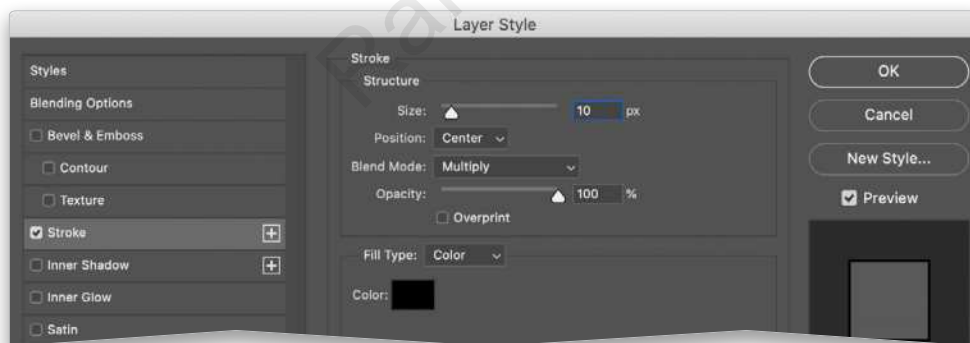 Layer Style
Styles
Blending Options
Bevel & Emboss
Contour
Texture
Stroke
Inner Shadow
Inner Glow
Satin
Stroke
Structure
Size: 10 px
Position: Center
Blend Mode: Multiply
Opacity: 100 %
Overprint
Fill Type: Color
Color:
OK
Cancel
New Style...
Preview